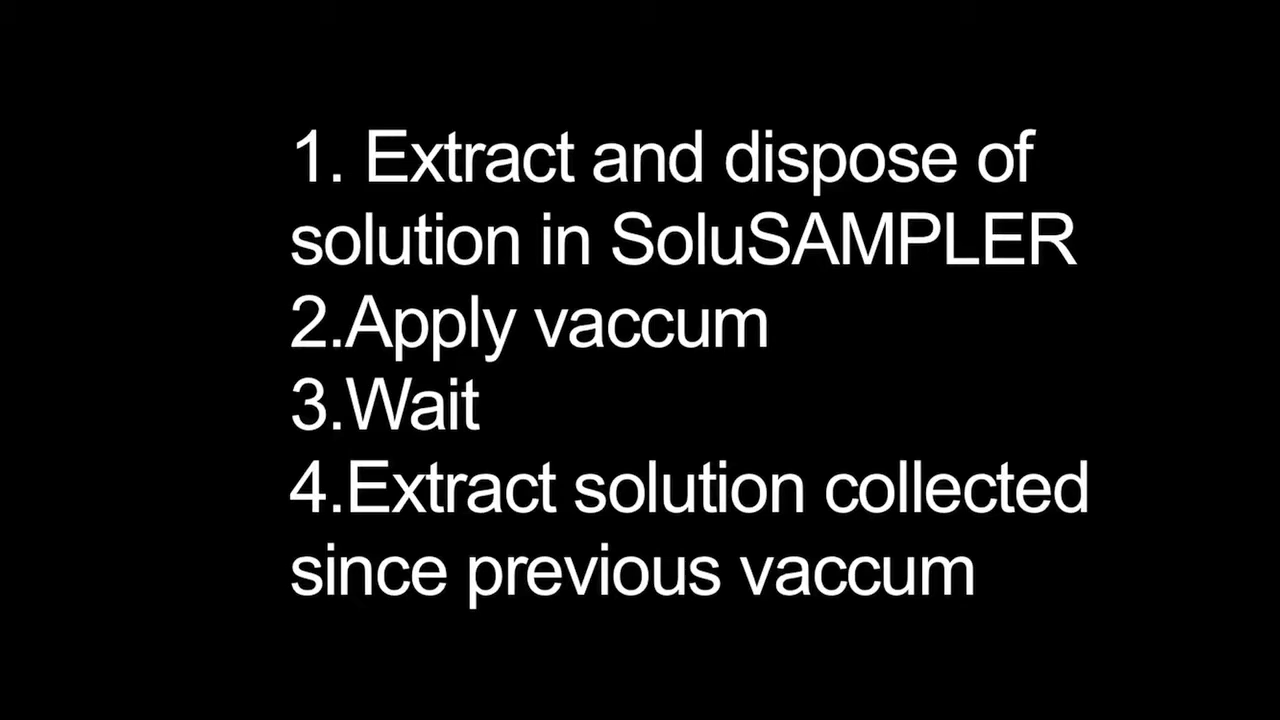 1. Extract and dispose of
solution in SoluSAMPLER
2.Apply vaccum
3.Wait
4.Extract solution collected
since previous vaccum